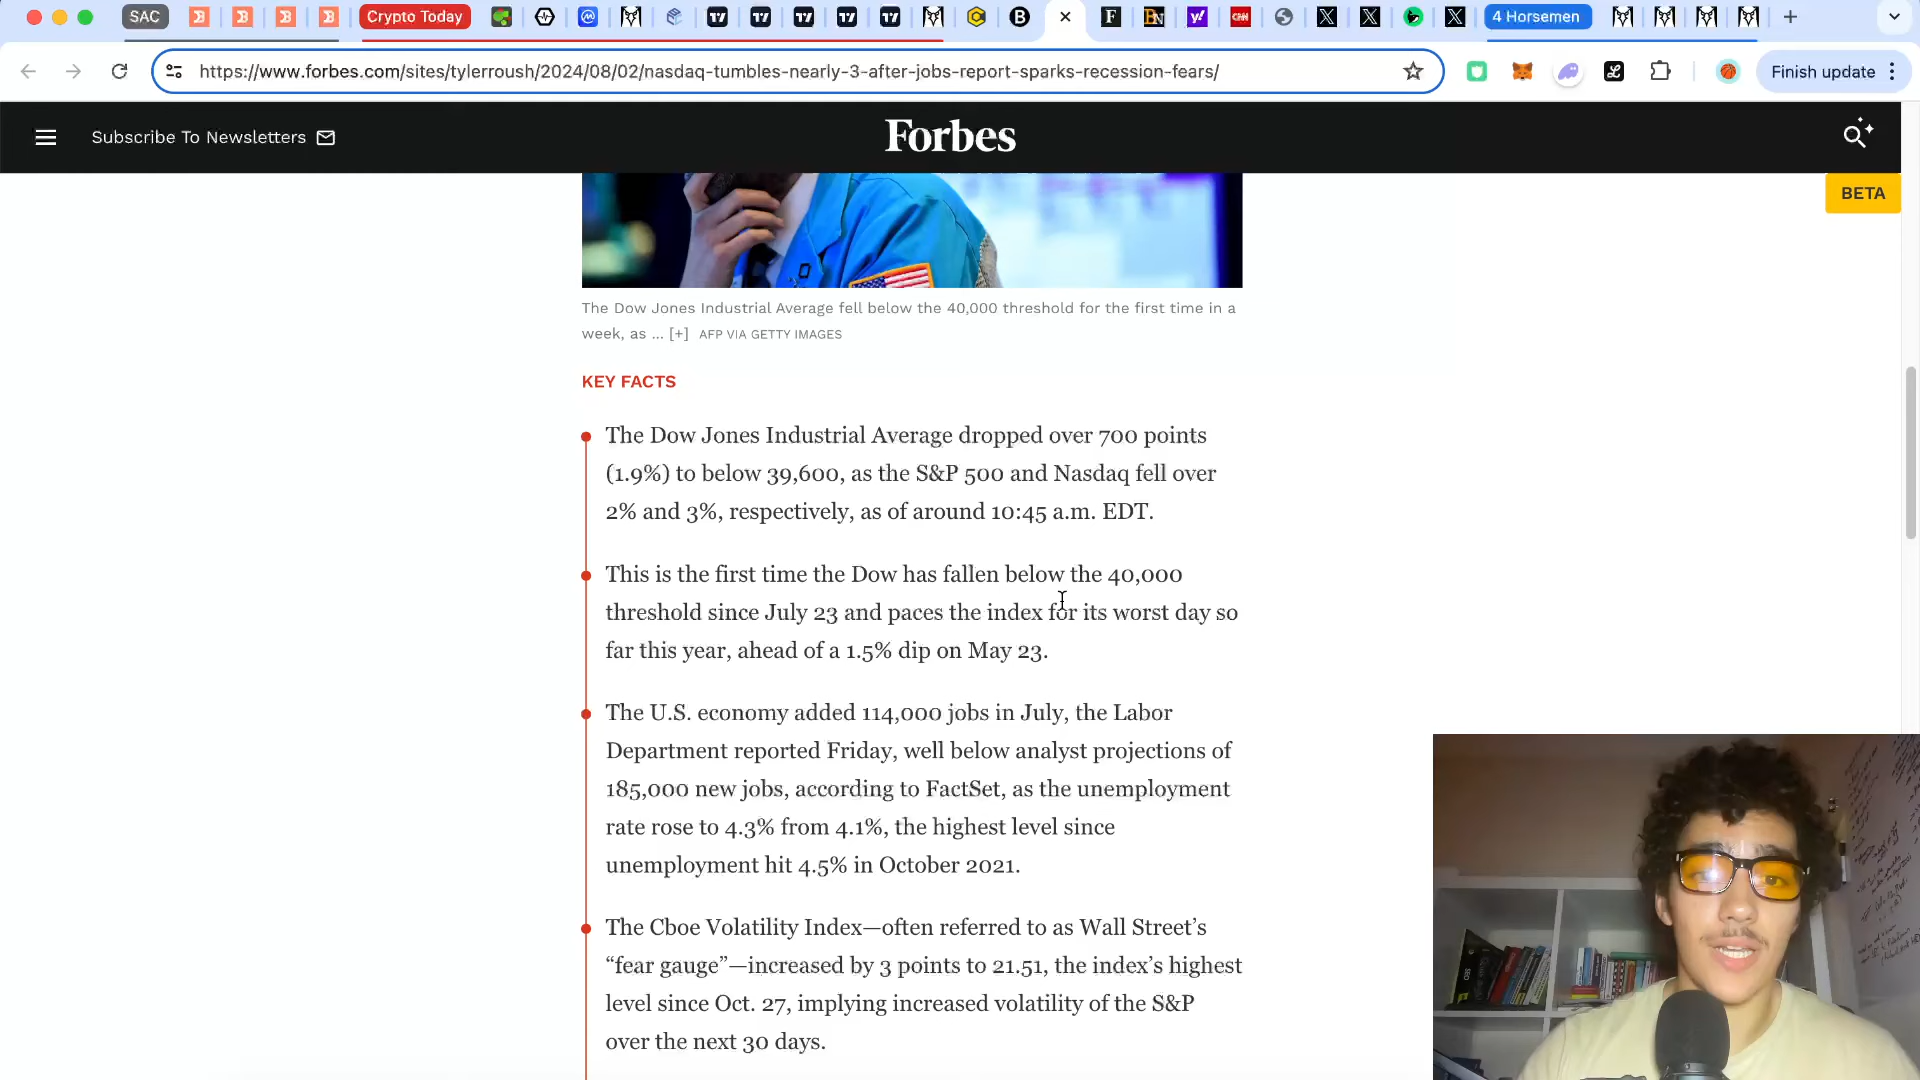 SAC
Crypto Today
4 Horsemen
https://www.forbes.com/sites/tylerroush/2024/08/02/nasdaq-tumbles-nearly-3-after-jobs-report-sparks-recession-fears/
Finish update
Subscribe To Newsletters
Forbes
BETA
The Dow Jones Industrial Average fell below the 40,000 threshold for the first time in a
week, as ... [+] AFP VIA GETTY IMAGES
KEY FACTS
The Dow Jones Industrial Average dropped over 700 points
(1.9%) to below 39,600, as the S&P 500 and Nasdaq fell over
2% and 3%, respectively, as of around 10:45 a.m. EDT.
This is the first time the Dow has fallen below the 40,000
threshold since July 23 and paces the index for its worst day so
far this year, ahead of a 1.5% dip on May 23.
The U.S. economy added 114,000 jobs in July, the Labor
Department reported Friday, well below analyst projections of
185,000 new jobs, according to FactSet, as the unemployment
rate rose to 4.3% from 4.1%, the highest level since
unemployment hit 4.5% in October 2021.
The Cboe Volatility Index—often referred to as Wall Street’s
“fear gauge”—increased by 3 points to 21.51, the index’s highest
level since Oct. 27, implying increased volatility of the S&P
over the next 30 days.